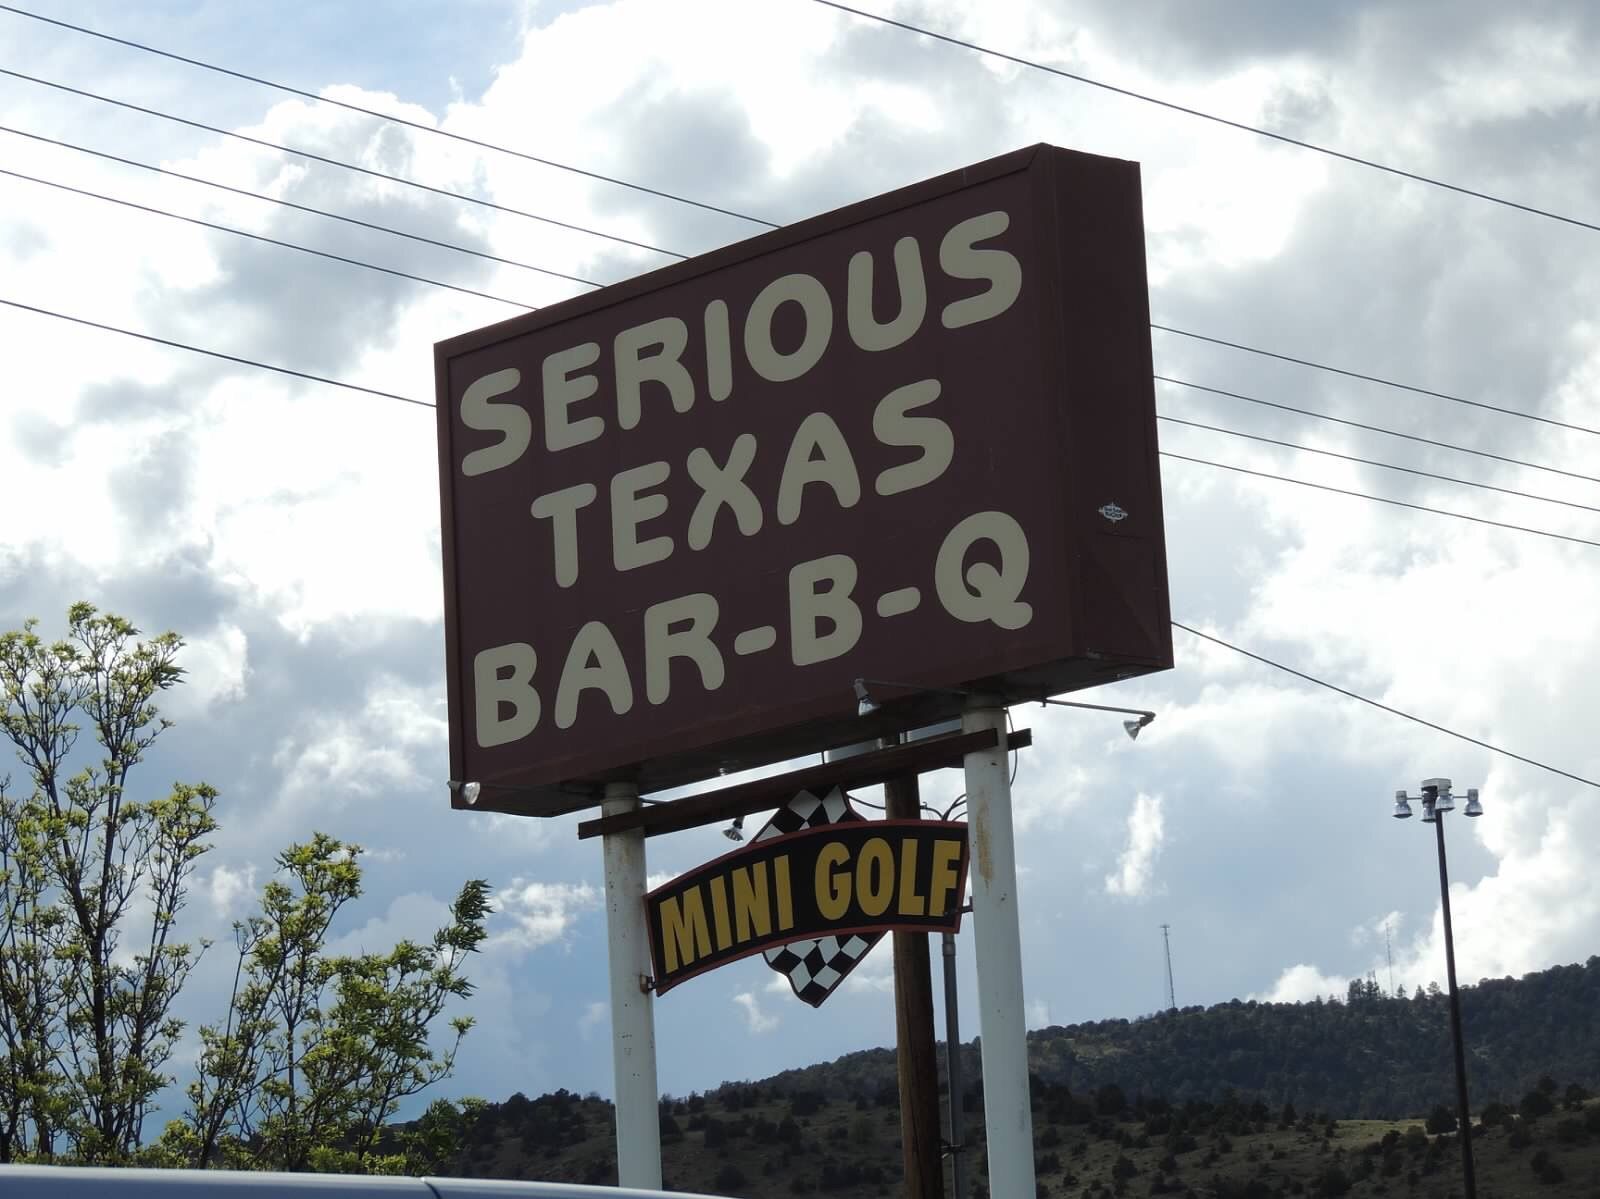 SERIOUS
TEXAS
BAR-B-Q
MINI GOLF